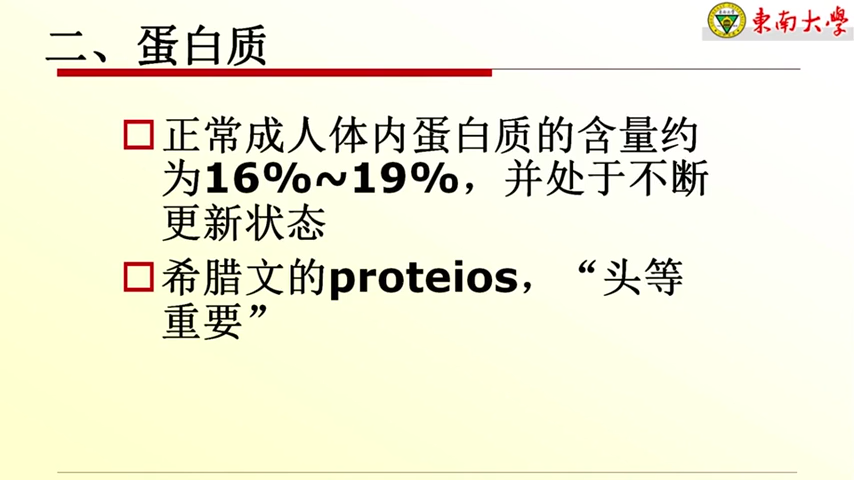 二、蛋白质
東南大學
正常成人体内蛋白质的含量约
为16%~19%，并处于不断
更新状态
希腊文的proteios，“头等
重要”